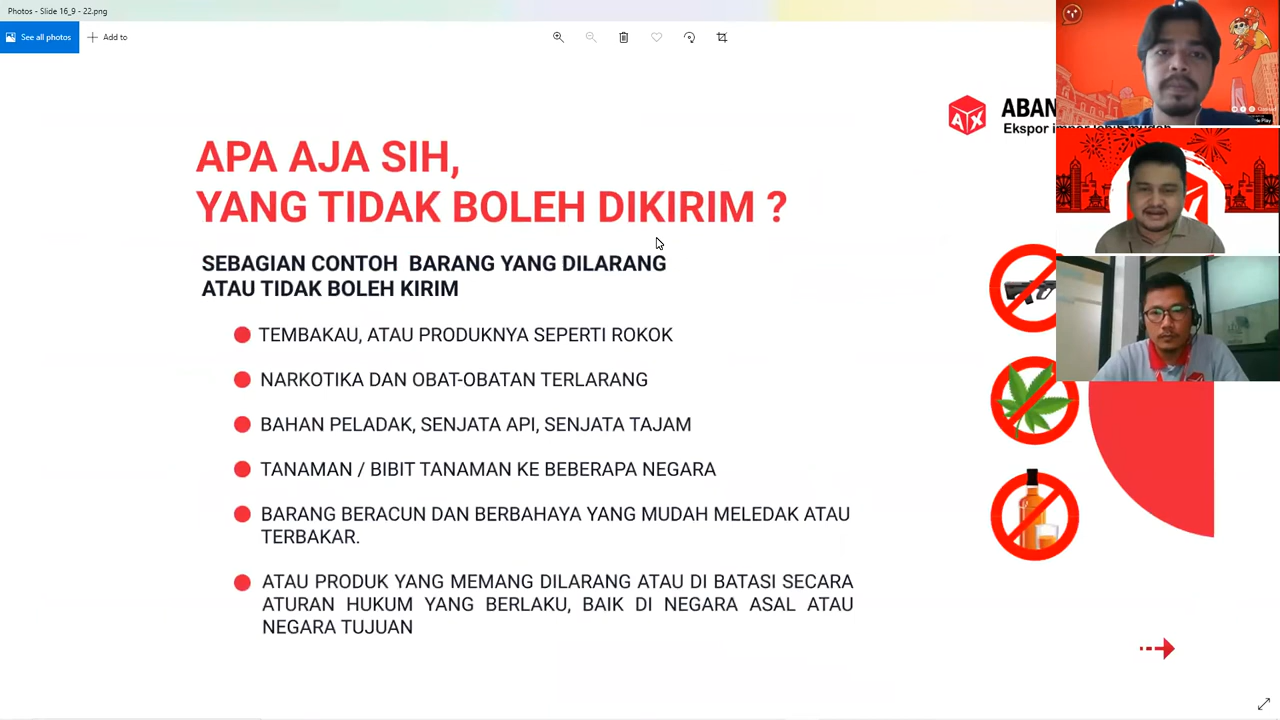 Photos - Slide 16_9 - 22.png
See all photos
Add to
AX
ABAN
Ekspor impor lebih mudah
APA AJA SIH,
YANG TIDAK BOLEH DIKIRIM ?
SEBAGIAN CONTOH BARANG YANG DILARANG
ATAU TIDAK BOLEH KIRIM
TEMBAKAU, ATAU PRODUKNYA SEPERTI ROKOK
NARKOTIKA DAN OBAT-OBATAN TERLARANG
BAHAN PELADAK, SENJATA API, SENJATA TAJAM
TANAMAN / BIBIT TANAMAN KE BEBERAPA NEGARA
BARANG BERACUN DAN BERBAHAYA YANG MUDAH MELEDAK ATAU
TERBAKAR.
ATAU PRODUK YANG MEMANG DILARANG ATAU DI BATASI SECARA
ATURAN HUKUM YANG BERLAKU, BAIK DI NEGARA ASAL ATAU
NEGARA TUJUAN